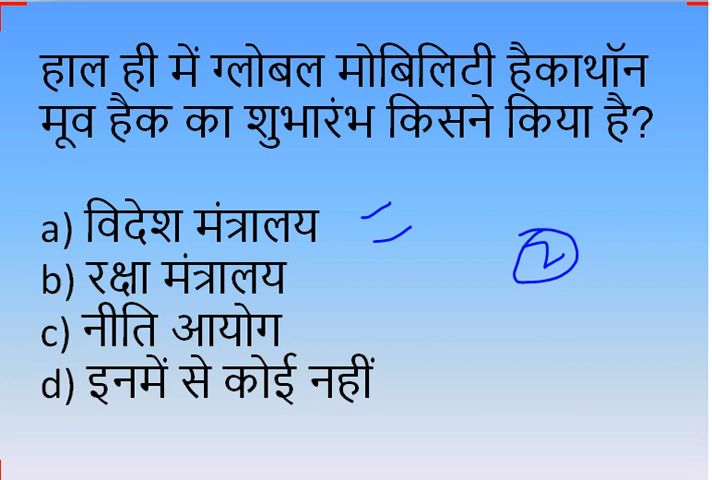 हाल ही में ग्लोबल मोबिलिटी हैकाथॉन
मूव हैक का शुभारंभ किसने किया है?
a) विदेश मंत्रालय
b) रक्षा मंत्रालय
c) नीति आयोग
d) इनमें से कोई नहीं